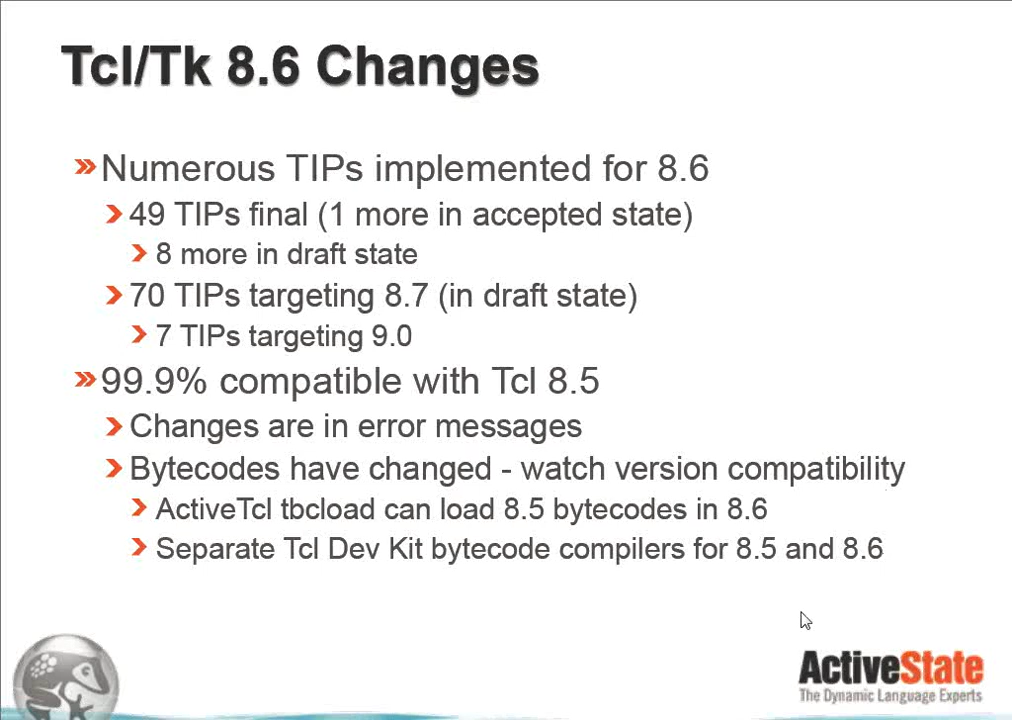 Tcl/Tk 8.6 Changes
Numerous TIPs implemented for 8.6
49 TIPs final (1 more in accepted state)
8 more in draft state
70 TIPs targeting 8.7 (in draft state)
7 TIPs targeting 9.0
99.9% compatible with Tcl 8.5
Changes are in error messages
Bytecodes have changed - watch version compatibility
ActiveTcl tbcload can load 8.5 bytecodes in 8.6
Separate Tcl Dev Kit bytecode compilers for 8.5 and 8.6
ActiveState
The Dynamic Language Experts